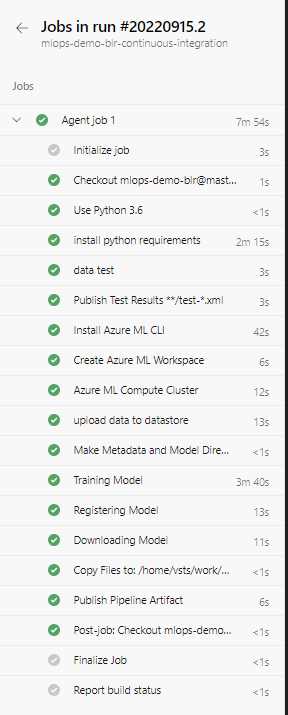 Jobs in run #20220915.2
mlops-demo-blr-continuous-integration
Jobs
Agent job 1 7m 54s
Initialize job 3s
Checkout mlops-demo-blr@mast... 1s
Use Python 3.6 <1s
install python requirements 2m 15s
data test 3s
Publish Test Results **/test-*.xml 3s
Install Azure ML CLI 42s
Create Azure ML Workspace 6s
Azure ML Compute Cluster 12s
upload data to datastore 13s
Make Metadata and Model Dire... <1s
Training Model 3m 40s
Registering Model 13s
Downloading Model 11s
Copy Files to: /home/vsts/work/... <1s
Publish Pipeline Artifact 6s
Post-job: Checkout mlops-demo... <1s
Finalize Job <1s
Report build status <1s